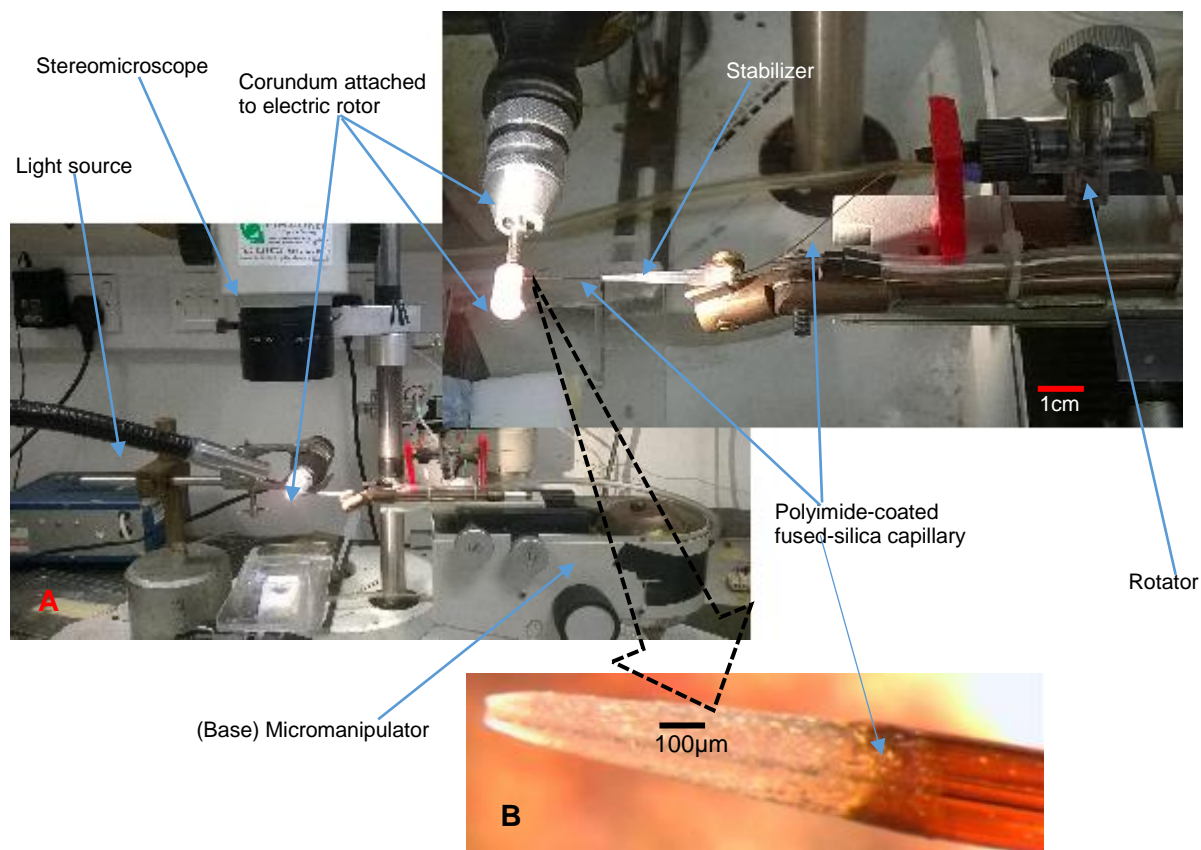 Stereomicroscope
Corundum attached
to electric rotor
Stabilizer
Light source
1cm
Polyimide-coated
fused-silica capillary
Rotator
A
(Base) Micromanipulator
100µm
B